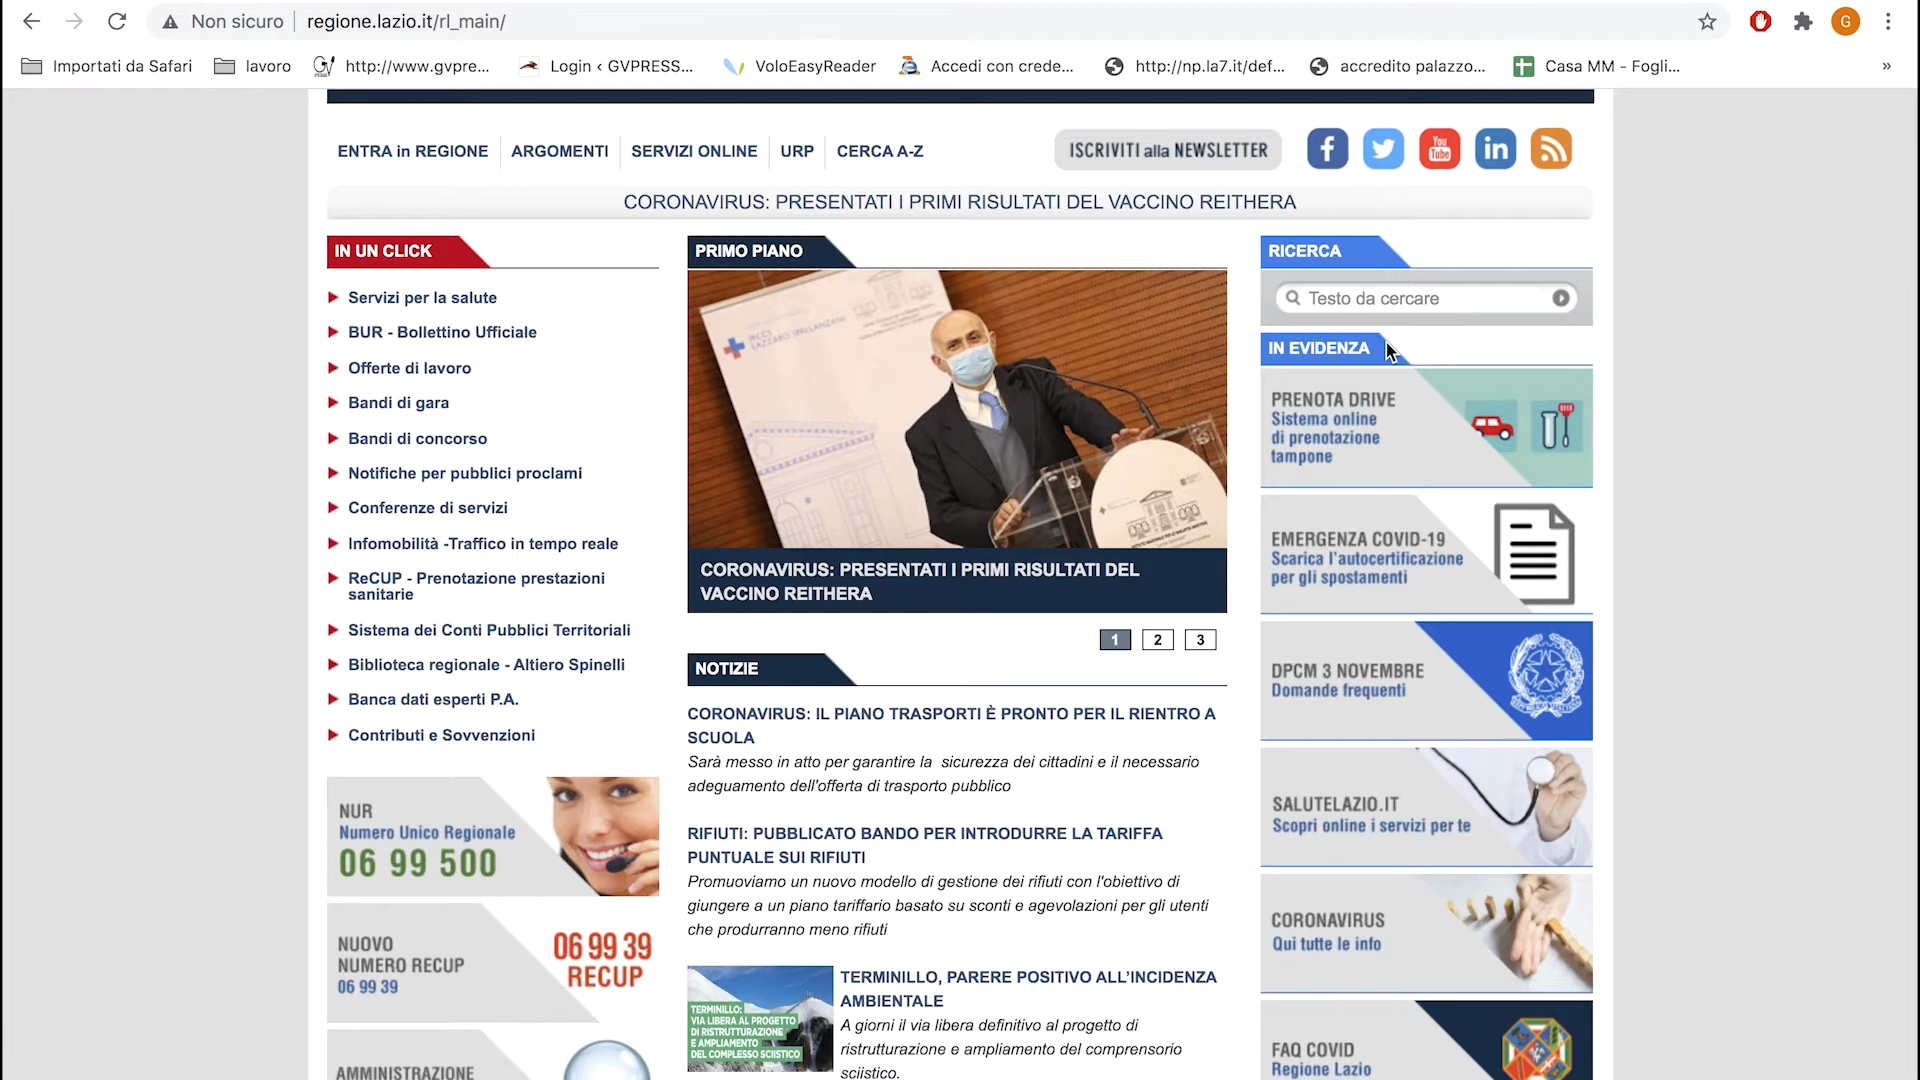 Non sicuro
regione.lazio.it/rl_main/
G
Importati da Safari
lavoro
http://www.gvpre...
Login ‹ GVPRESS...
VoloEasyReader
Accedi con crede...
http://np.la7.it/def...
accredito palazzo...
Casa MM - Fogli...
»
ENTRA in REGIONE
ARGOMENTI
SERVIZI ONLINE
URP
CERCA A-Z
ISCRIVITI alla NEWSLETTER
You
Tube
in
CORONAVIRUS: PRESENTATI I PRIMI RISULTATI DEL VACCINO REITHERA
IN UN CLICK
Servizi per la salute
BUR - Bollettino Ufficiale
Offerte di lavoro
Bandi di gara
Bandi di concorso
Notifiche per pubblici proclami
Conferenze di servizi
Infomobilità -Traffico in tempo reale
ReCUP - Prenotazione prestazioni
sanitarie
Sistema dei Conti Pubblici Territoriali
Biblioteca regionale - Altiero Spinelli
Banca dati esperti P.A.
Contributi e Sovvenzioni
NUR
Numero Unico Regionale
06 99 500
NUOVO
NUMERO RECUP
06 99 39
06 99 39
RECUP
AMMINISTRAZIONE
PRIMO PIANO
LAZZARO SPALLANZANI
CORONAVIRUS: PRESENTATI I PRIMI RISULTATI DEL
VACCINO REITHERA
1
2
3
NOTIZIE
CORONAVIRUS: IL PIANO TRASPORTI È PRONTO PER IL RIENTRO A
SCUOLA
Sarà messo in atto per garantire la  sicurezza dei cittadini e il necessario
adeguamento dell'offerta di trasporto pubblico
RIFIUTI: PUBBLICATO BANDO PER INTRODURRE LA TARIFFA
PUNTUALE SUI RIFIUTI
Promuoviamo un nuovo modello di gestione dei rifiuti con l'obiettivo di
giungere a un piano tariffario basato su sconti e agevolazioni per gli utenti
che produrranno meno rifiuti
TERMINILLO:
VIA LIBERA AL PROGETTO
DI RISTRUTTURAZIONE
E AMPLIAMENTO
DEL COMPLESSO SCIISTICO
TERMINILLO, PARERE POSITIVO ALL'INCIDENZA
AMBIENTALE
A giorni il via libera definitivo al progetto di
ristrutturazione e ampliamento del comprensorio
sciistico.
RICERCA
Testo da cercare
IN EVIDENZA
PRENOTA DRIVE
Sistema online
di prenotazione
tampone
EMERGENZA COVID-19
Scarica l'autocertificazione
per gli spostamenti
DPCM 3 NOVEMBRE
Domande frequenti
SALUTELAZIO.IT
Scopri online i servizi per te
CORONAVIRUS
Qui tutte le info
FAQ COVID
Regione Lazio